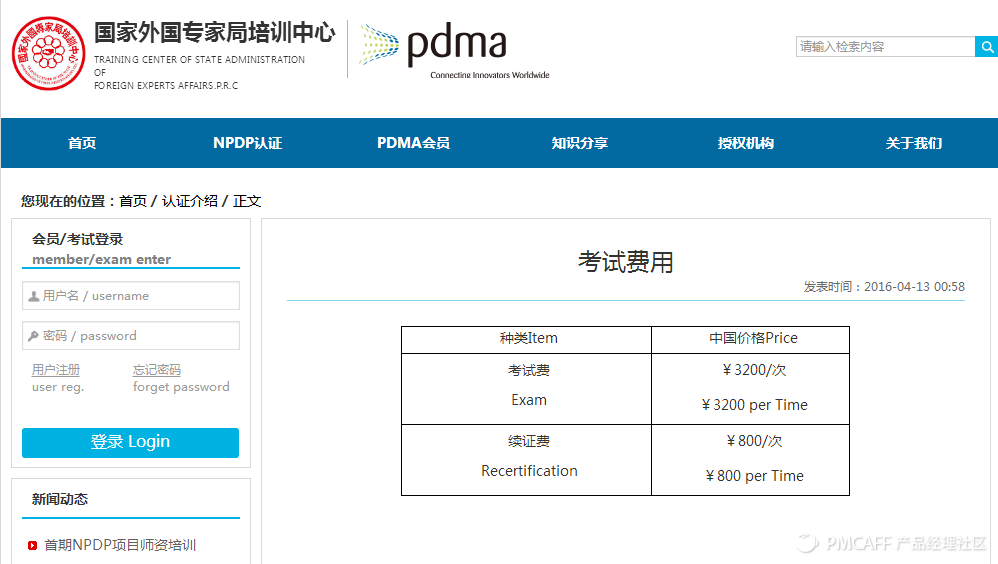 国家外国专家局培训中心
TRAINING CENTER OF STATE ADMINISTRATION
OF
FOREIGN EXPERTS AFFAIRS.P.R.C
pdma
Connecting Innovators Worldwide
请输入检索内容
首页 NPDP认证 PDMA会员 知识分享 授权机构 关于我们
您现在的位置：首页 / 认证介绍 / 正文
会员/考试登录
member/exam enter
用户名 / username
密码 / password
用户注册 忘记密码
user reg. forget password
登录 Login
新闻动态
首期NPDP项目师资培训
考试费用
发表时间：2016-04-13 00:58
种类Item 中国价格Price
考试费 ￥3200/次
Exam ￥3200 per Time
续证费 ￥800/次
Recertification ￥800 per Time
PMCAFF 产品经理社区